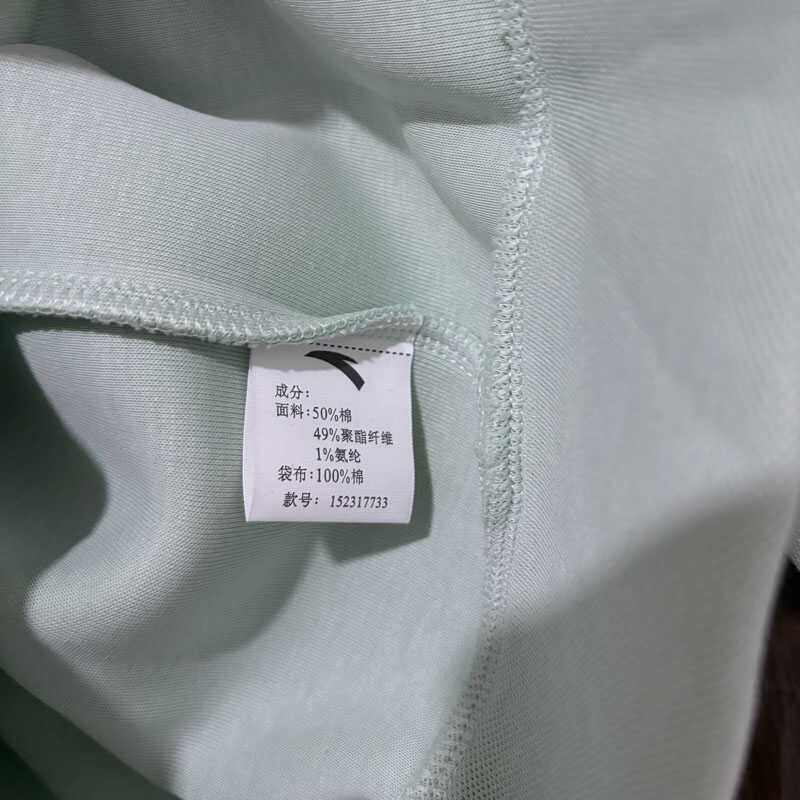 成分:
面料:50%棉
49%聚酯纤维
1%氨纶
袋布:100%棉
款号: 152317733